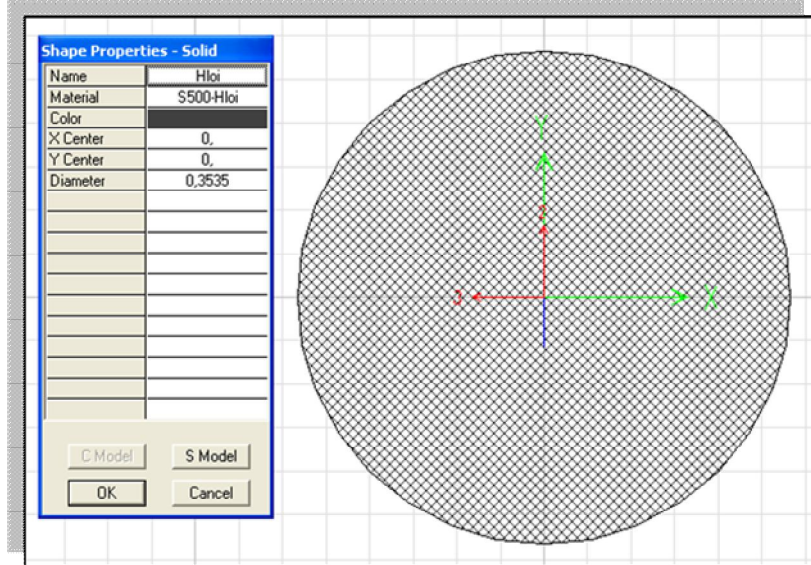 Shape Properties - Solid
Name Hloi
Material S500-Hloi
Color
X Center 0,
Y Center 0,
Diameter 0,3535
C Model S Model
OK Cancel
Y
2
3 X